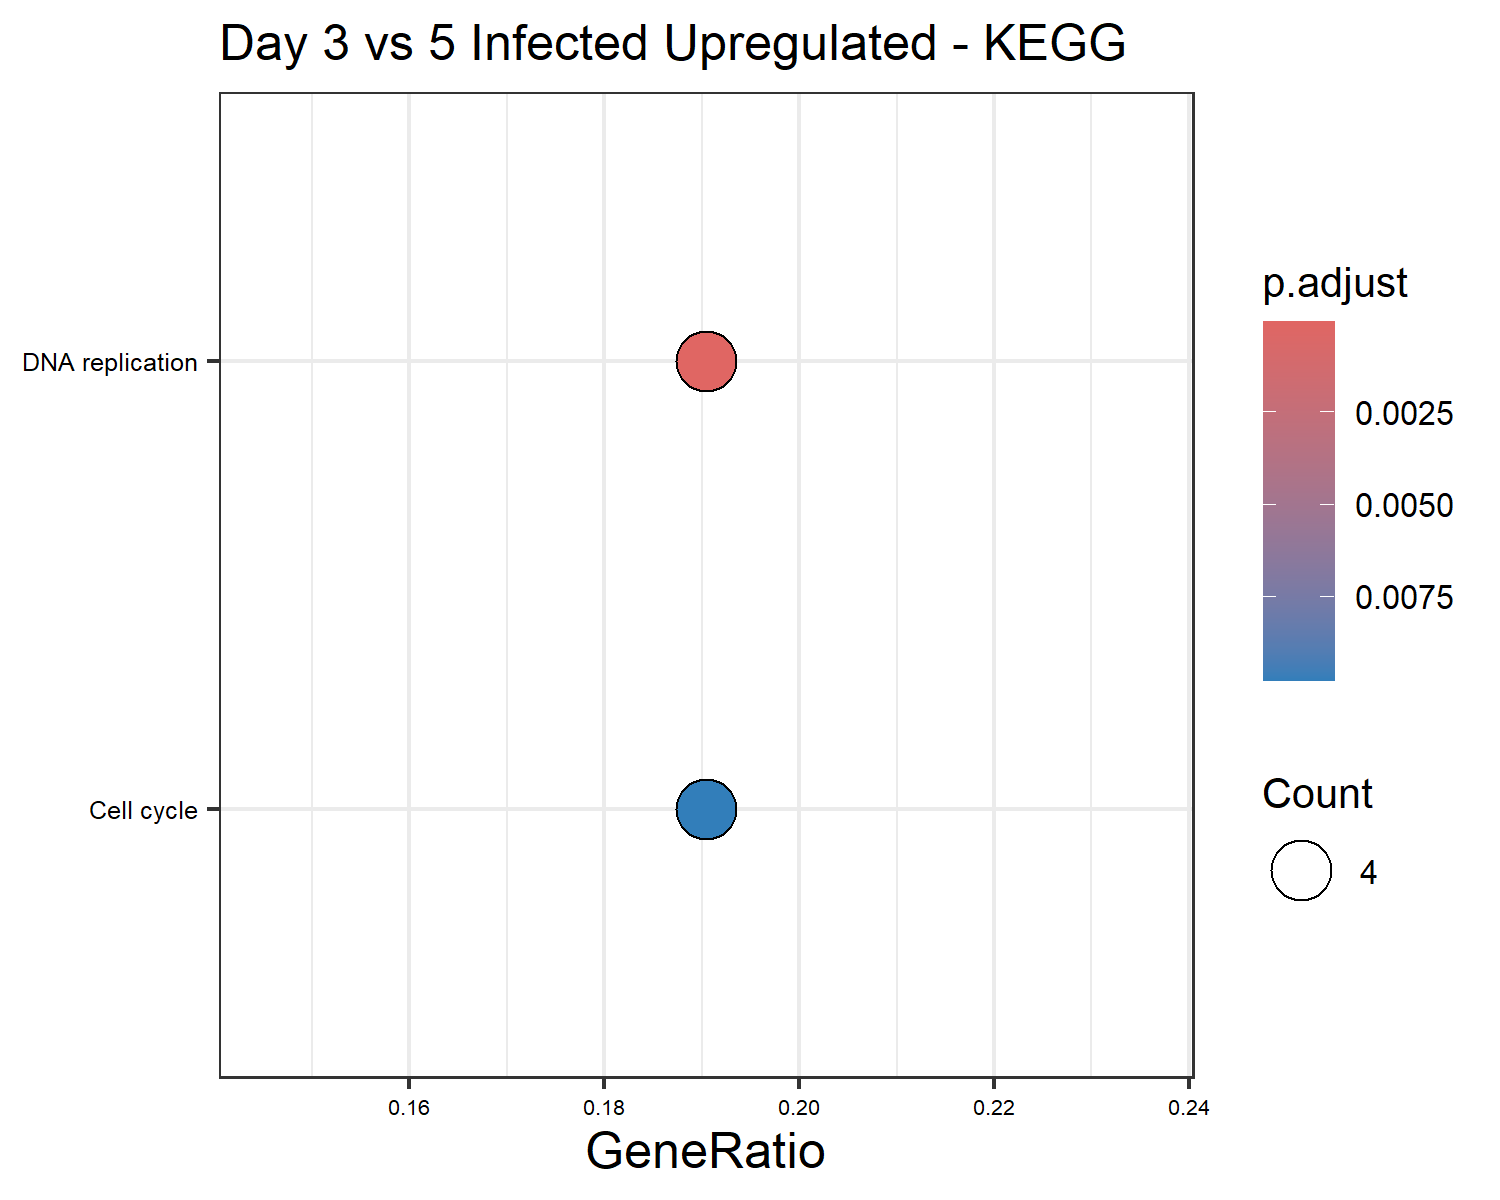 Day 3 vs 5 Infected Upregulated - KEGG
DNA replication
Cell cycle
0.16
0.18
0.20
0.22
0.24
GeneRatio
p.adjust
0.0025
0.0050
0.0075
Count
4